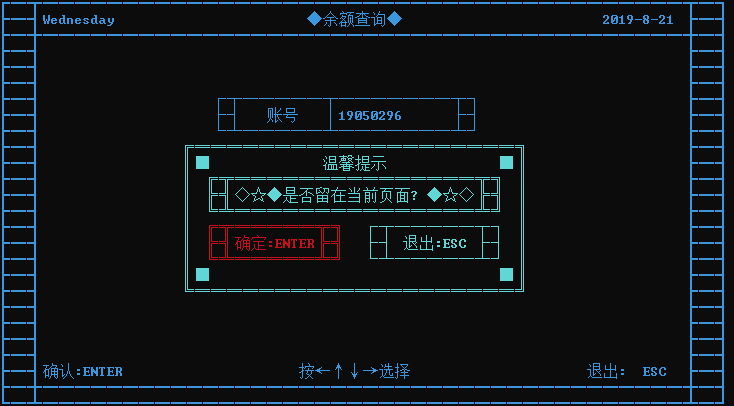 Wednesday ◆余额查询◆ 2019-8-21
账号 19050296
温馨提示
◇☆◆是否留在当前页面? ◆☆◇
确定:ENTER 退出:ESC
确认:ENTER 按←↑↓→选择 退出: ESC